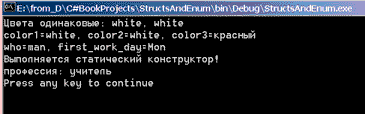 E:\from_D\C#BookProjects\StructsAndEnum\bin\Debug\StructsAndEnum.exe
Цвета одинаковые: white, white
color1=white, color2=white, color3=красный
who=man, first_work_day=Mon
Выполняется статический конструктор!
профессия: учитель
Press any key to continue